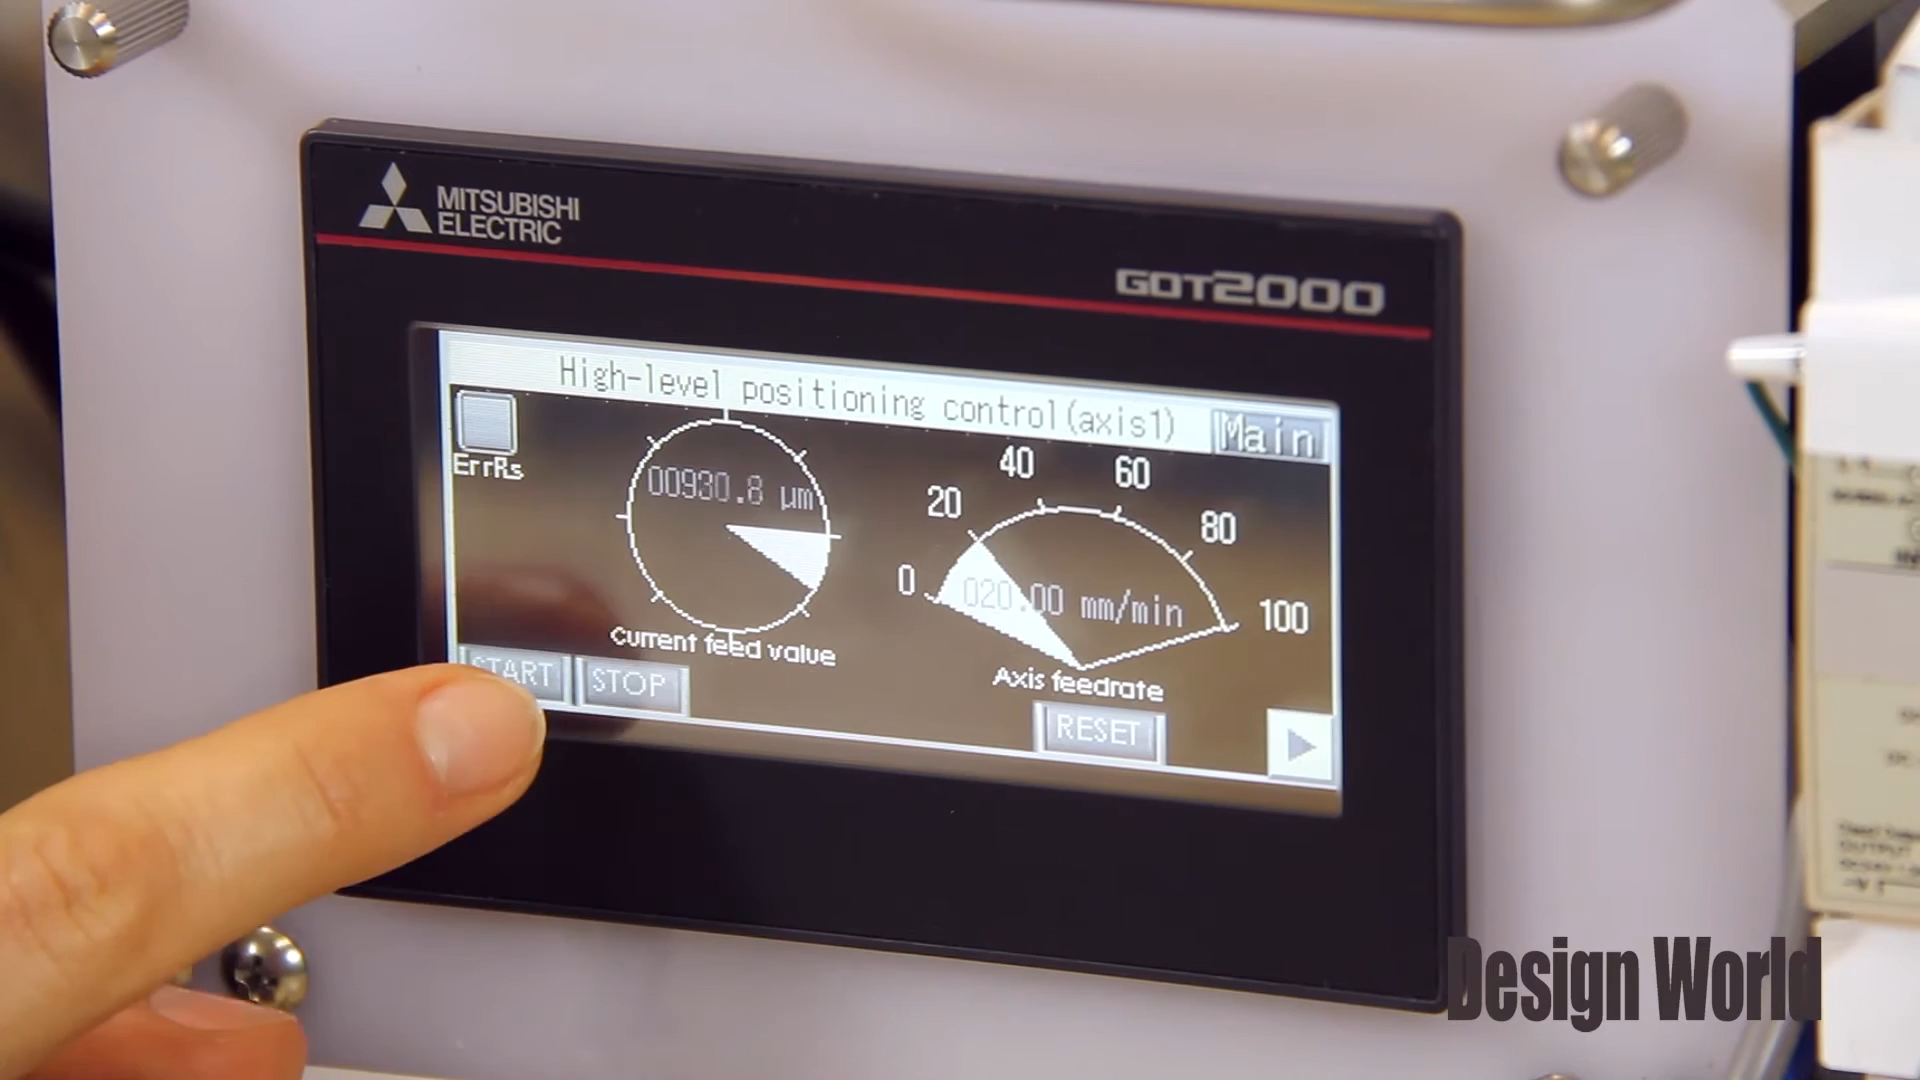 MITSUBISHI
ELECTRIC
GOT2000
High-level positioning control(axis1)
Main
ErrRs
00930.8 µm
Current feed value
0
20
40
60
80
100
020.00 mm/min
Axis feedrate
START
STOP
RESET
OUTPUT
Design World